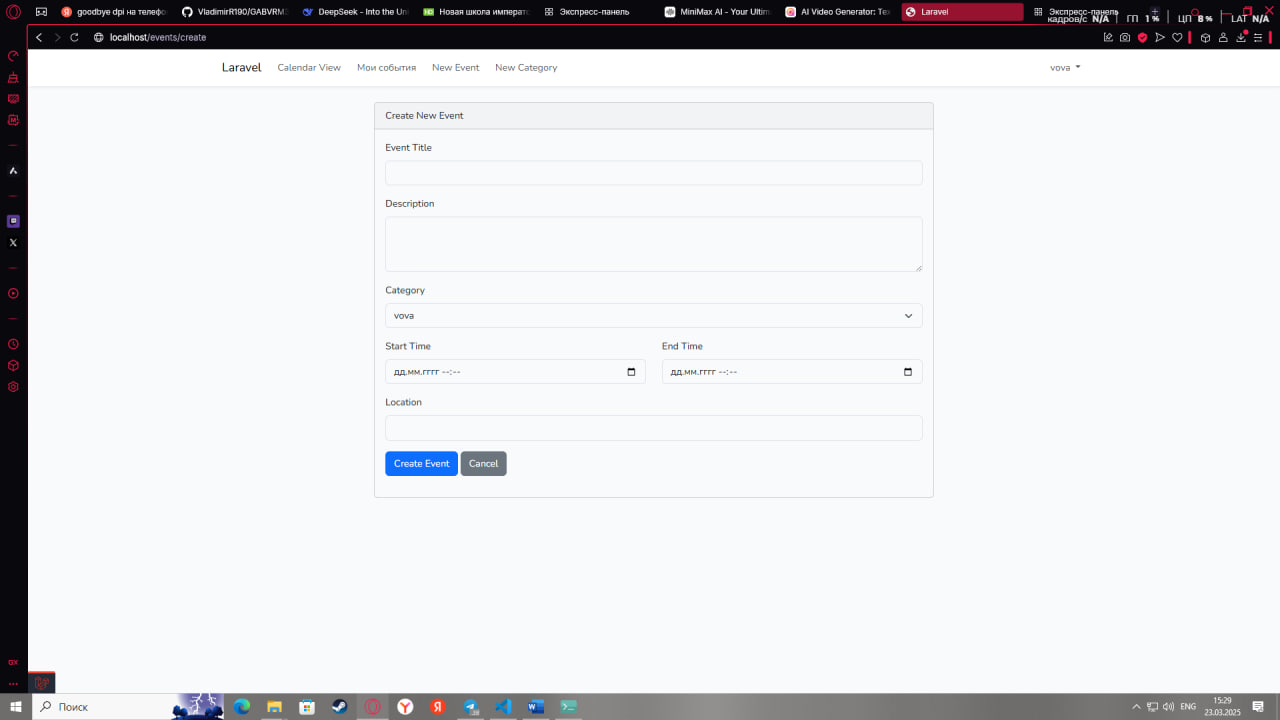 goodbye dpi на телефо
VladimirR190/GABVRM3
DeepSeek - Into the Un
Новая школа императо
Экспресс-панель
MiniMax AI - Your Ultim
AI Video Generator: Tex
Laravel
Экспресс-панель
кадров/с N/A ГП 1 % ЦП 8 % LAT N/A
localhost/events/create
Laravel Calendar View Мои события New Event New Category vova
Create New Event
Event Title
Description
Category
vova
Start Time End Time
дд.мм.гггг --:-- дд.мм.гггг --:--
Location
Create Event Cancel
GX
Поиск
ENG
15:29
23.03.2025